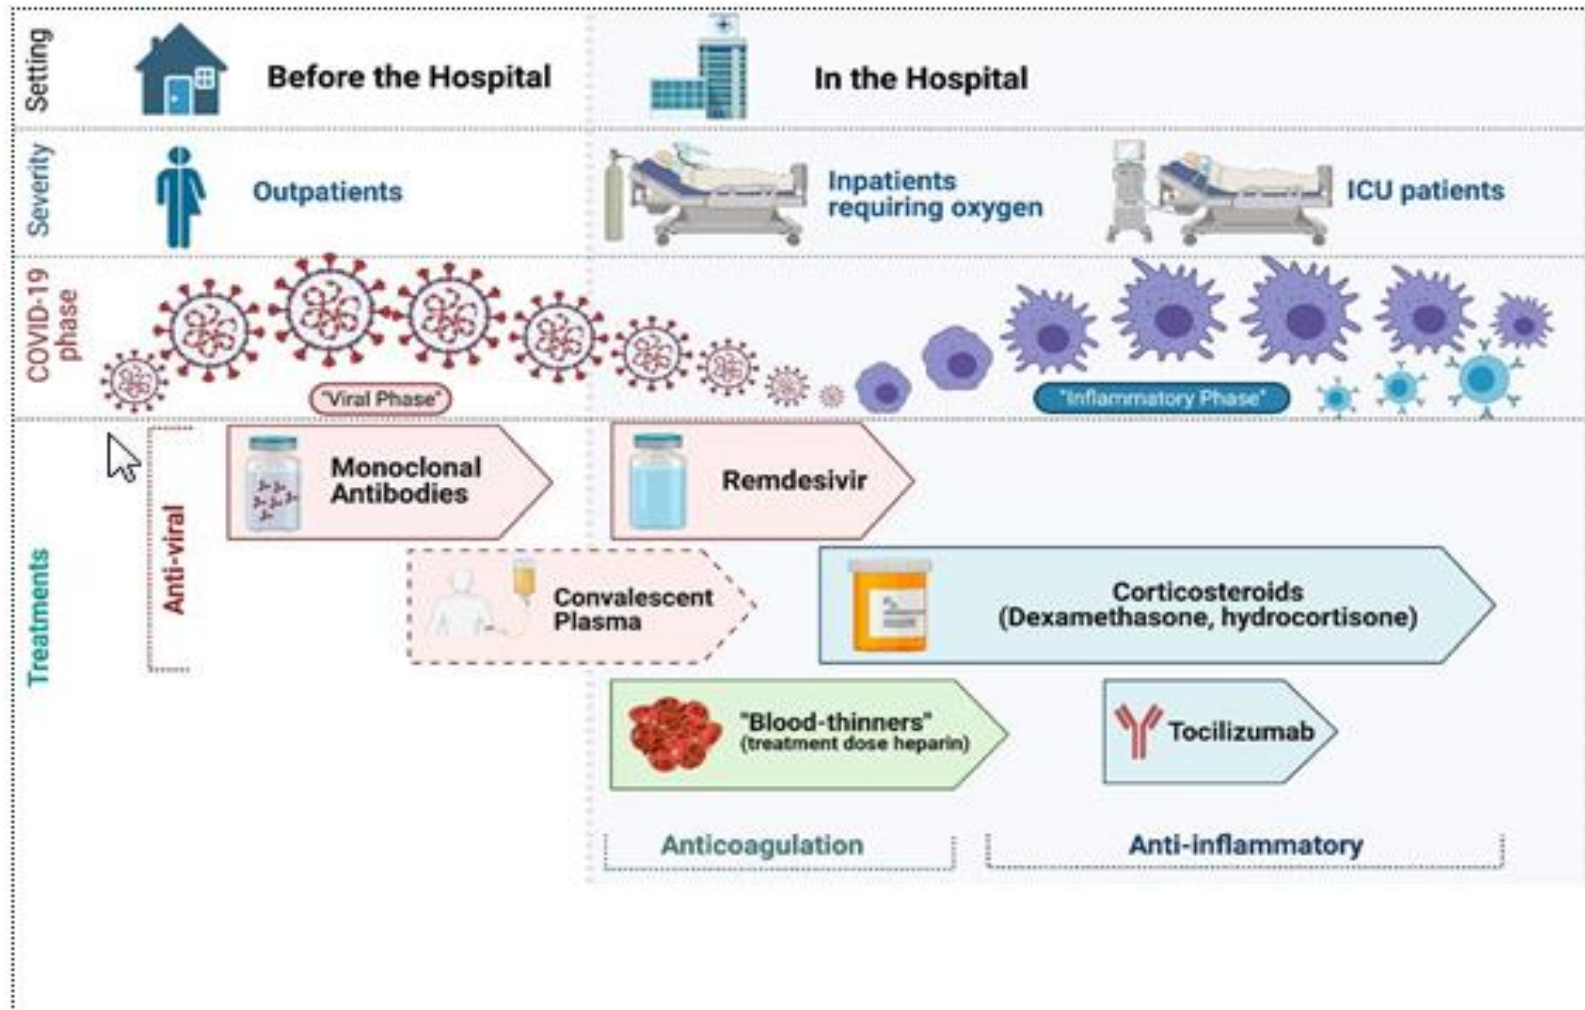 Setting
Before the Hospital
In the Hospital
Severity
Outpatients
Inpatients
requiring oxygen
ICU patients
COVID-19
phase
"Viral Phase"
"Inflammatory Phase"
Treatments
Anti-viral
Monoclonal
Antibodies
Remdesivir
Convalescent
Plasma
Corticosteroids
(Dexamethasone, hydrocortisone)
"Blood-thinners"
(treatment dose heparin)
Tocilizumab
Anticoagulation
Anti-inflammatory